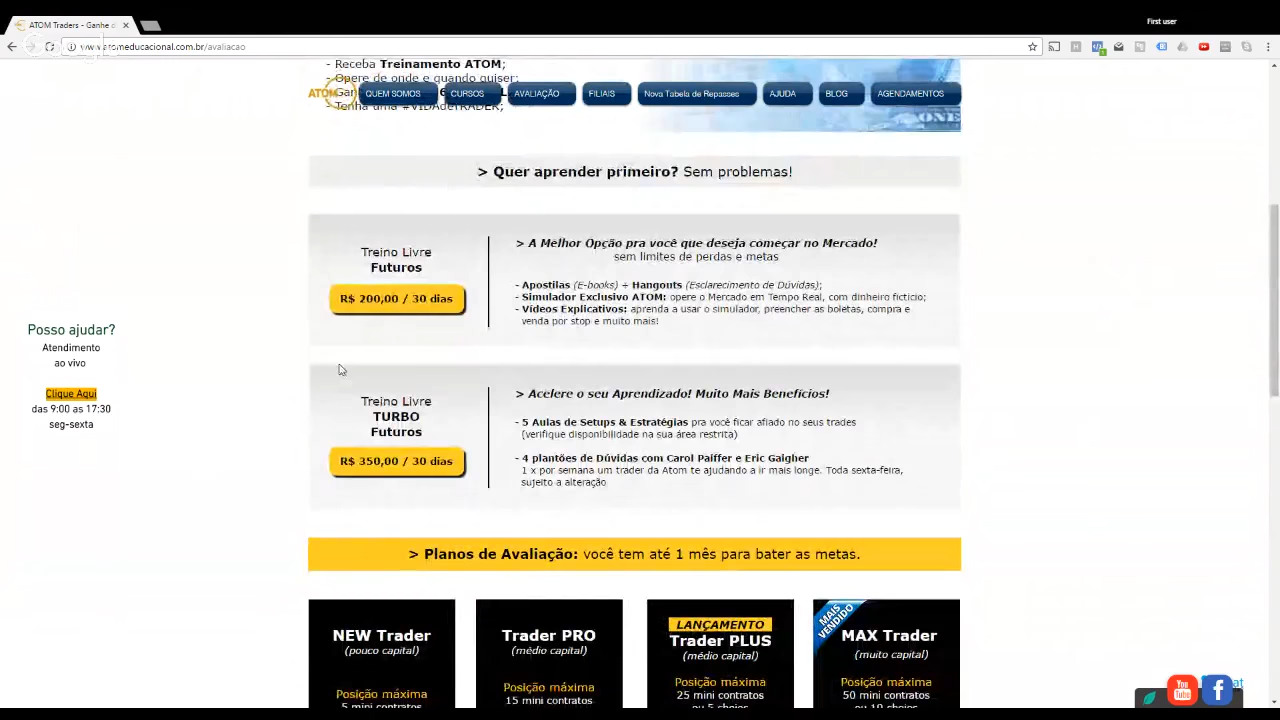 First user
ATOM Traders - Ganhe d
www.atomeducacional.com.br/avaliacao
- Receba Treinamento ATOM;
- Opere de onde e quando quiser;
- Tenha uma #VIDAdeTRADER;
ATOM
QUEM SOMOS
CURSOS
AVALIAÇÃO
FILIAIS
Nova Tabela de Repasses
AJUDA
BLOG
AGENDAMENTOS
ONE
> Quer aprender primeiro? Sem problemas!
Treino Livre
Futuros
R$ 200,00 / 30 dias
> A Melhor Opção pra você que deseja começar no Mercado!
sem limites de perdas e metas
- Apostilas (E-books) + Hangouts (Esclarecimento de Dúvidas);
- Simulador Exclusivo ATOM: opere o Mercado em Tempo Real, com dinheiro fictício;
- Vídeos Explicativos: aprenda a usar o simulador, preencher as boletas, compra e
venda por stop e muito mais!
Posso ajudar?
Atendimento
ao vivo
Clique Aqui
das 9:00 as 17:30
seg-sexta
Treino Livre
TURBO
Futuros
R$ 350,00 / 30 dias
> Acelere o seu Aprendizado! Muito Mais Benefícios!
- 5 Aulas de Setups & Estratégias pra você ficar afiado no seus trades
(verifique disponibilidade na sua área restrita)
- 4 plantões de Dúvidas com Carol Paiffer e Eric Gaigher
1 x por semana um trader da Atom te ajudando a ir mais longe. Toda sexta-feira,
sujeito a alteração
> Planos de Avaliação: você tem até 1 mês para bater as metas.
NEW Trader
(pouco capital)
Posição máxima
5 mini contratos
Trader PRO
(médio capital)
Posição máxima
15 mini contratos
LANÇAMENTO
Trader PLUS
(médio capital)
Posição máxima
25 mini contratos
ou 5 cheios
MAIS
VENDIDO
MAX Trader
(muito capital)
Posição máxima
50 mini contratos
ou 10 cheios
You
Tube